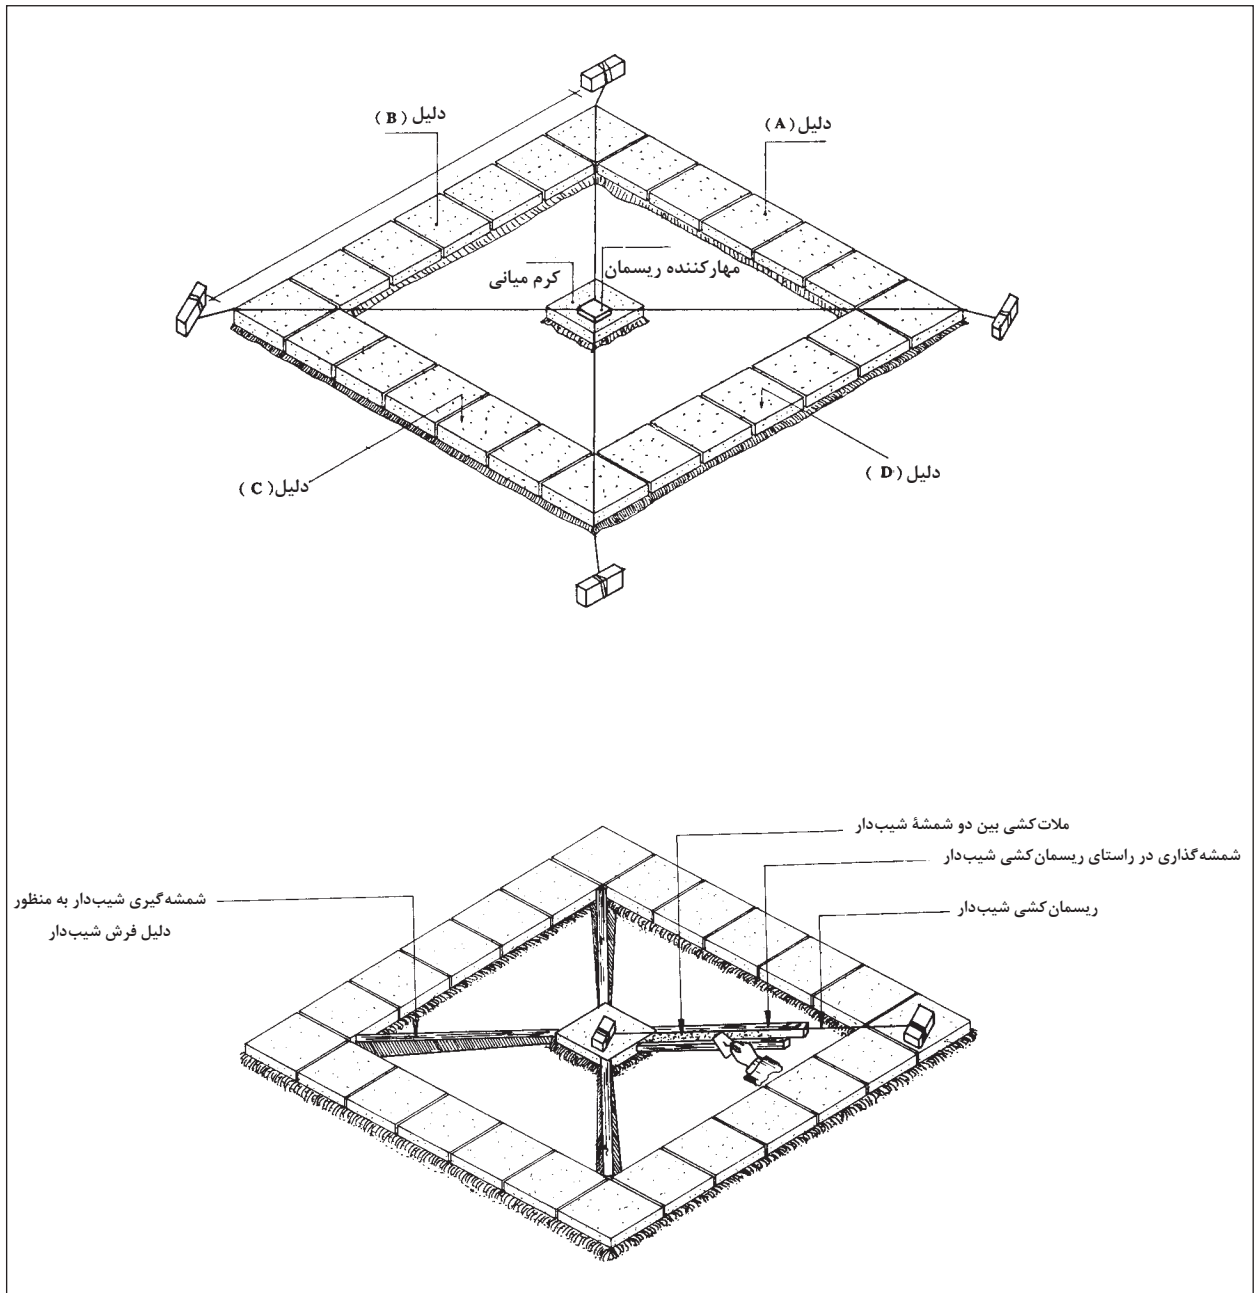 دلیل (B)
دلیل (A)
مهارکننده ریسمان
کرم میانی
دلیل (D)
دلیل (C)
ملات‌کشی بین دو شمشهٔ شیب‌دار
شمشه‌گذاری در راستای ریسمان‌کشی شیب‌دار
ریسمان‌کشی شیب‌دار
شمشه‌گیری شیب‌دار به منظور
دلیل فرش شیب‌دار